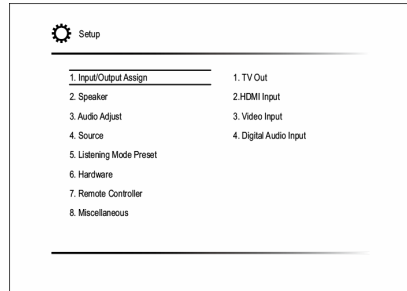 Setup
1. Input/Output Assign
2. Speaker
3. Audio Adjust
4. Source
5. Listening Mode Preset
6. Hardware
7. Remote Controller
8. Miscellaneous
1. TV Out
2.HDMI Input
3. Video Input
4. Digital Audio Input